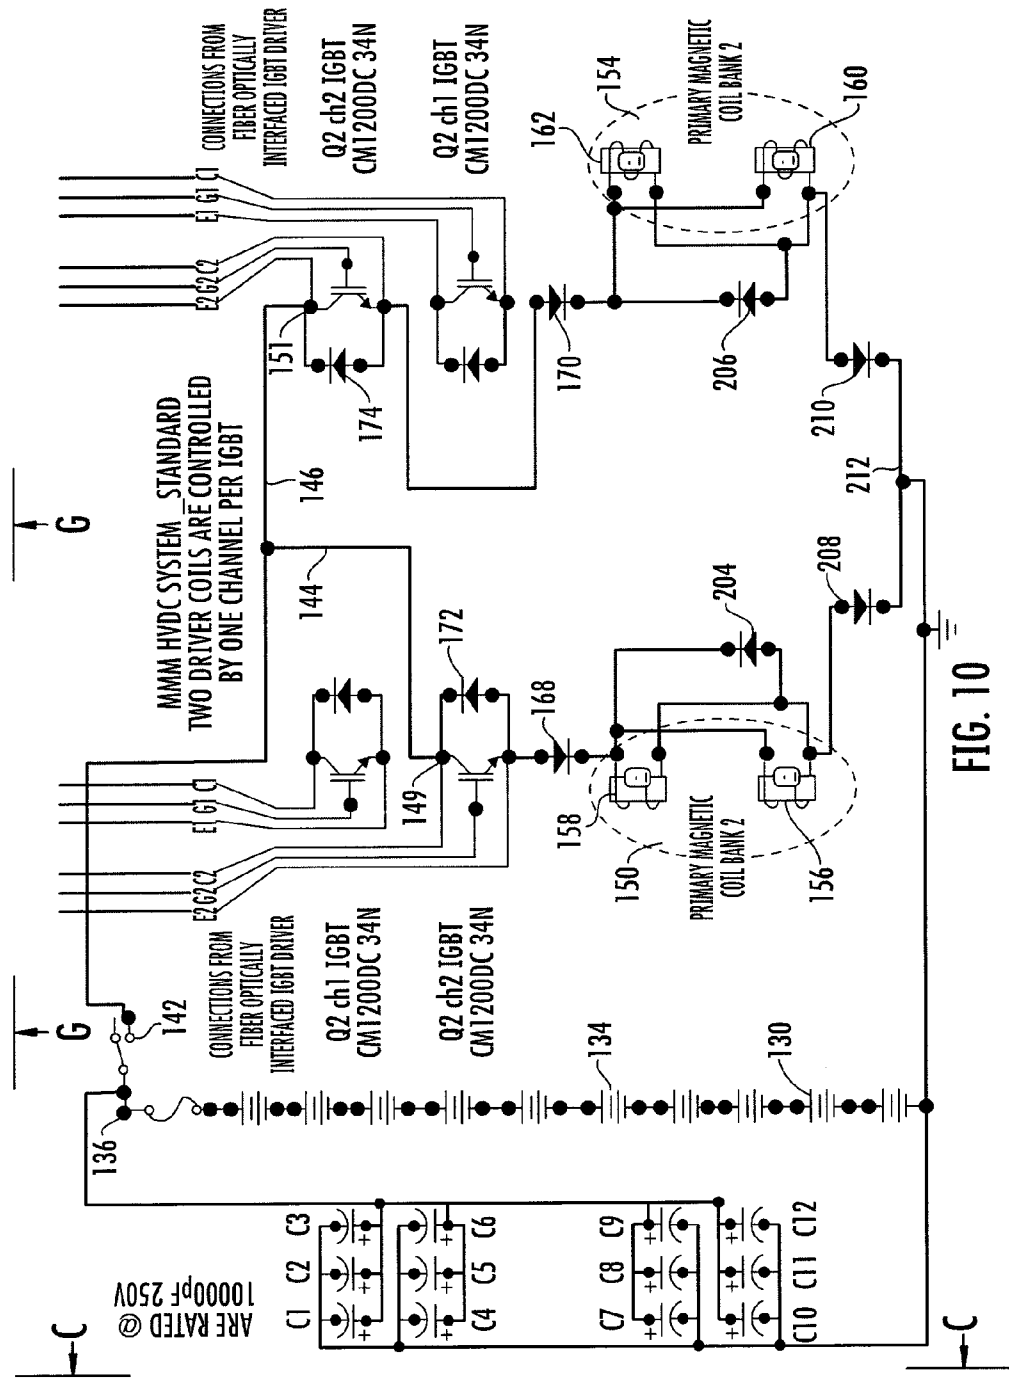 CONNECTIONS FROM
FIBER OPTICALLY
INTERFACED IGBT DRIVER
Q2 ch2 IGBT
CM1200DC 34N
Q2 ch1 IGBT
CM1200DC 34N
154
162
PRIMARY MAGNETIC
COIL BANK 2
160
C1
G1
E1
C2
G2
E2
151
174
170
206
210
212
MMM HVDC SYSTEM_STANDARD
TWO DRIVER COILS ARE CONTROLLED
BY ONE CHANNEL PER IGBT
146
144
G
172
204
208
168
149
C1
G1
E1
C2
G2
E2
158
150
PRIMARY MAGNETIC
COIL BANK 2
156
FIG. 10
CONNECTIONS FROM
FIBER OPTICALLY
INTERFACED IGBT DRIVER
Q2 ch1 IGBT
CM1200DC 34N
Q2 ch2 IGBT
CM1200DC 34N
G
142
136
134
130
C3
C2
C1
C6
C5
C4
C9
C8
C7
C12
C11
C10
ARE RATED @
10000pF 250V
C
C